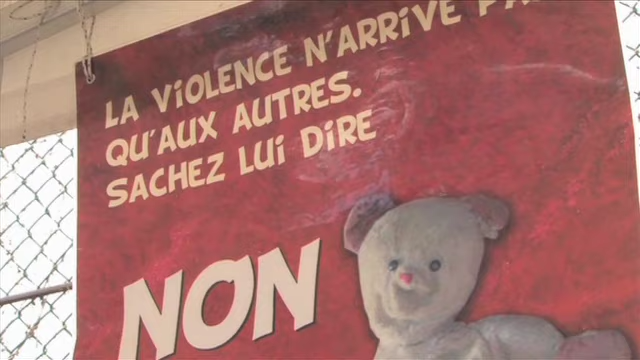 LA ViOLENCE N'ARRiVE
QU'AUX AUTRES.
SACHEZ LUi DiRE
NON